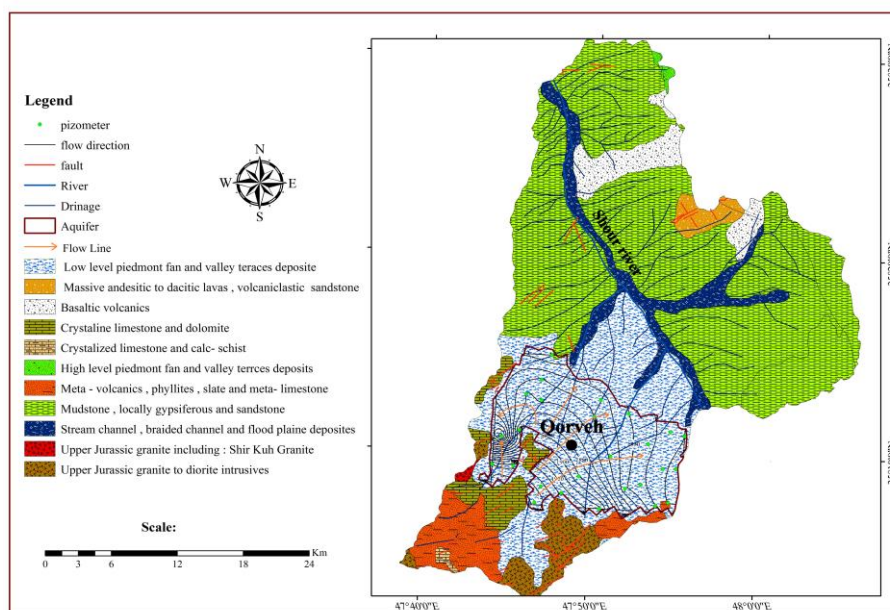 Legend
pizometer
flow direction
fault
River
Drinage
Aquifer
Flow Line
Low level piedmont fan and valley teraces deposite
Massive andesitic to dacitic lavas , volcaniclastic sandstone
Basaltic volcanics
Crystaline limestone and dolomite
Crystalized limestone and calc- schist
High level piedmont fan and valley terrces deposits
Meta - volcanics , phyllites , slate and meta- limestone
Mudstone , locally gypsiferous and sandstone
Stream channel , braided channel and flood plaine deposites
Upper Jurassic granite including : Shir Kuh Granite
Upper Jurassic granite to diorite intrusives
N
W
E
S
Scale:
Km
0 1.5 3 6 12 18 24
Shour river
Qorveh
47°40'0"E
47°50'0"E
48°0'0"E